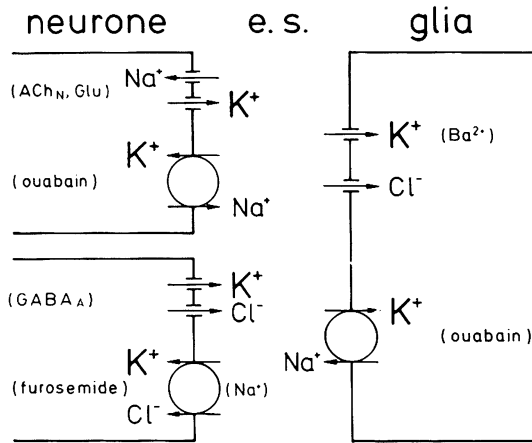 neurone e.s. glia
Na⁺
(ACh_N, Glu)
K⁺
K⁺
(ouabain)
Na⁺
K⁺ (Ba²⁺)
Cl⁻
K⁺
(GABA_A)
Cl⁻
K⁺
(furosemide) (Na⁺)
Cl⁻
K⁺
(ouabain)
Na⁺